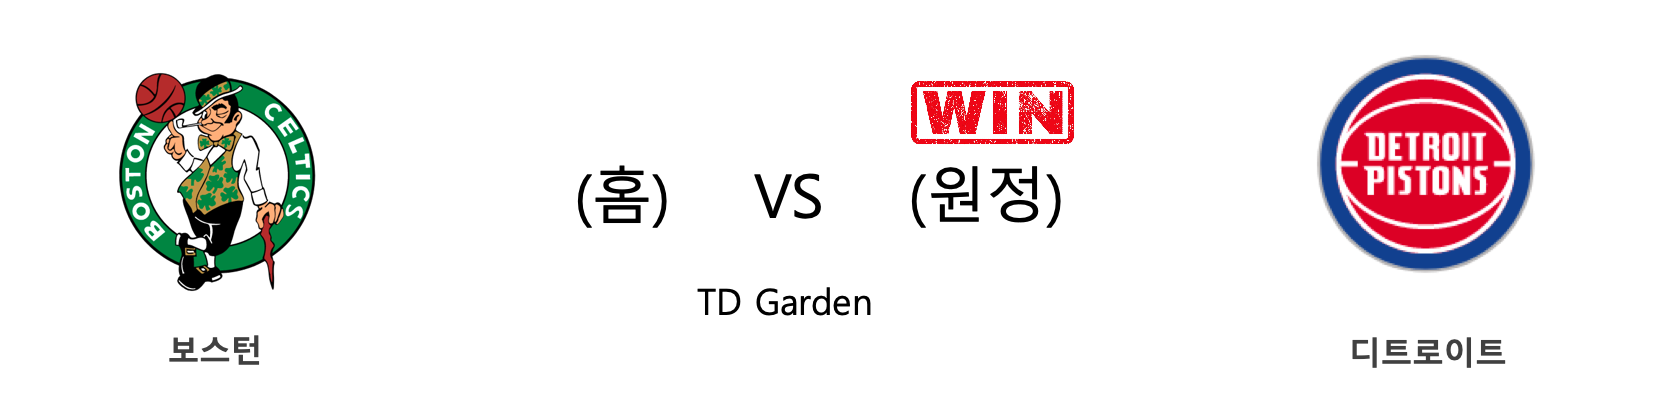 BOSTON CELTICS
WIN
DETROIT
PISTONS
(홈) VS (원정)
TD Garden
보스턴
디트로이트